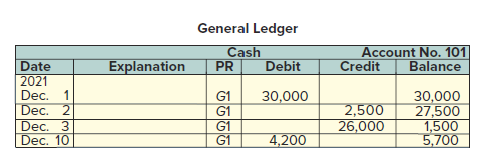 General Ledger
Cash Account No. 101
Date Explanation PR Debit Credit Balance
2021
Dec. 1 G1 30,000 30,000
Dec. 2 G1 2,500 27,500
Dec. 3 G1 26,000 1,500
Dec. 10 G1 4,200 5,700